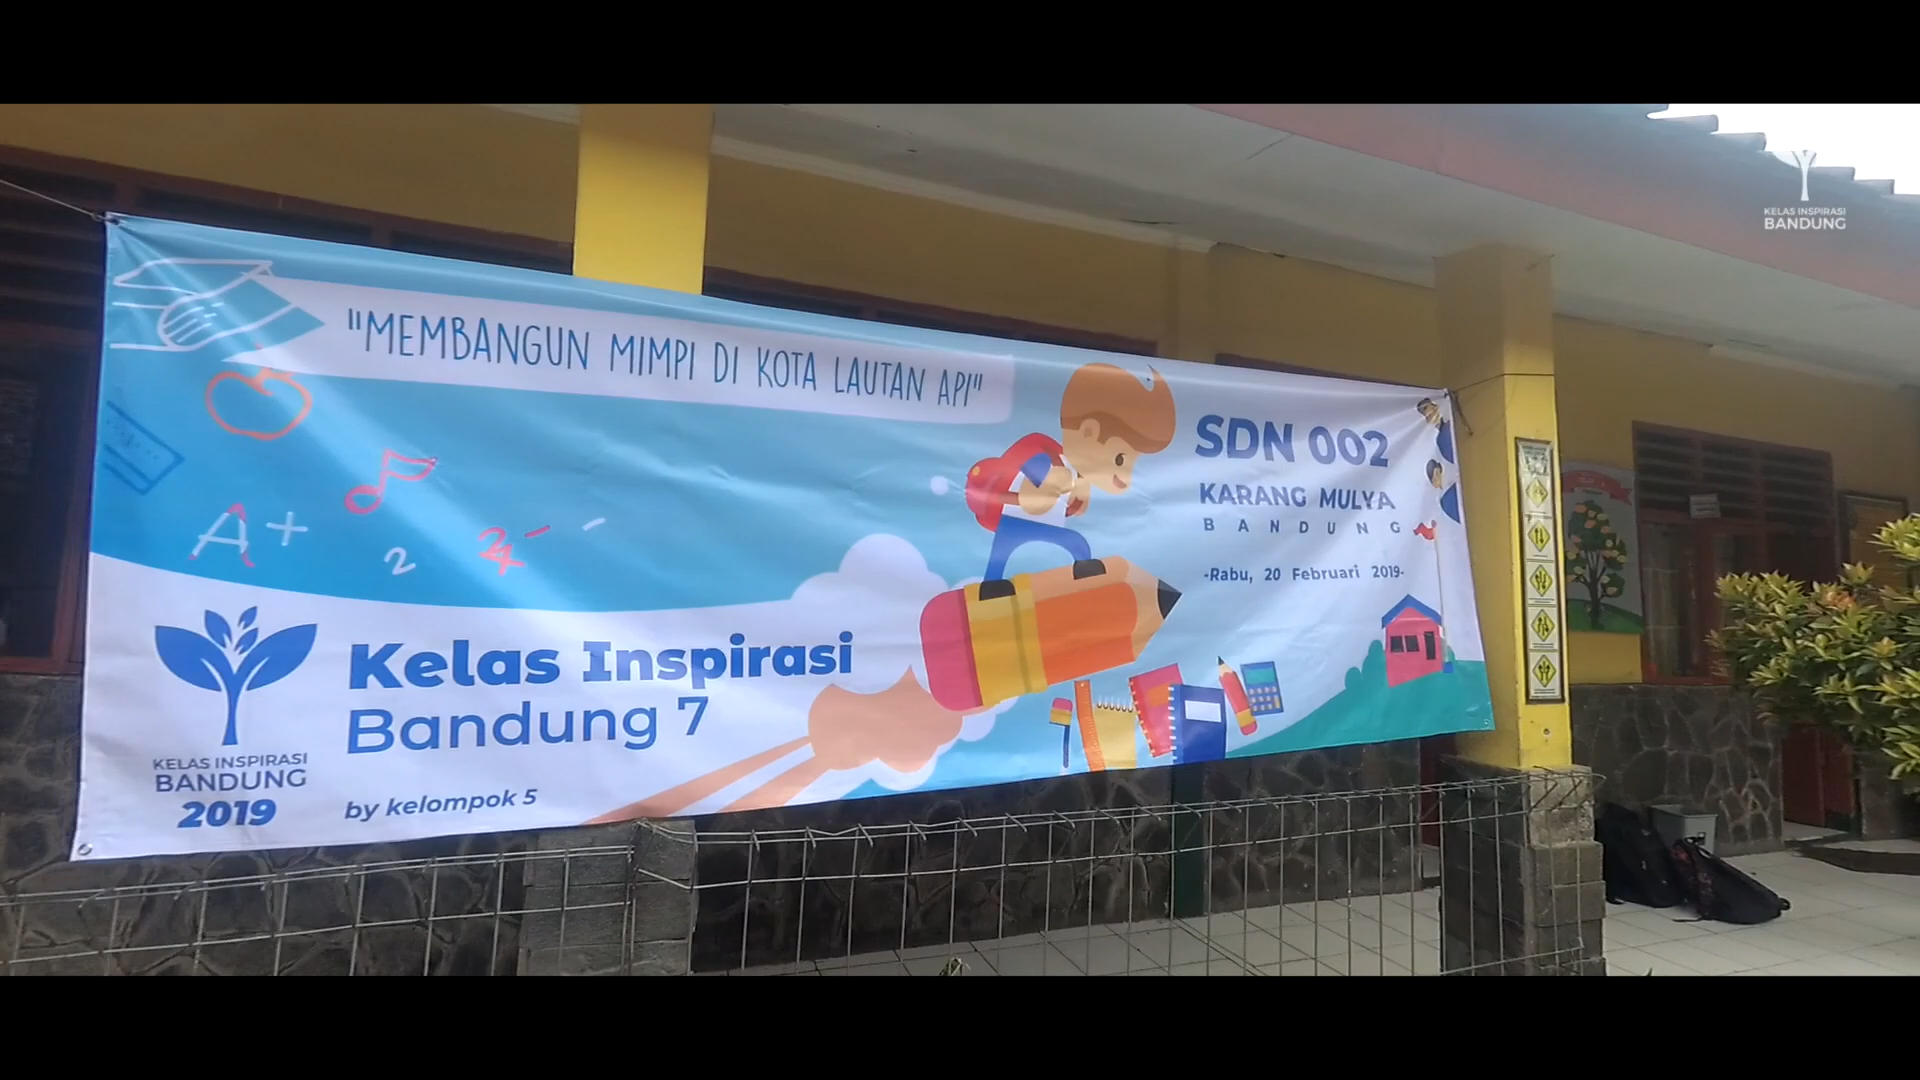 "MEMBANGUN MIMPI DI KOTA LAUTAN API"
SDN 002
KARANG MULYA
BANDUNG
-Rabu, 20 Februari 2019-
A+
2
Kelas Inspirasi
Bandung 7
by kelompok 5
KELAS INSPIRASI
BANDUNG
2019
KELAS INSPIRASI
BANDUNG